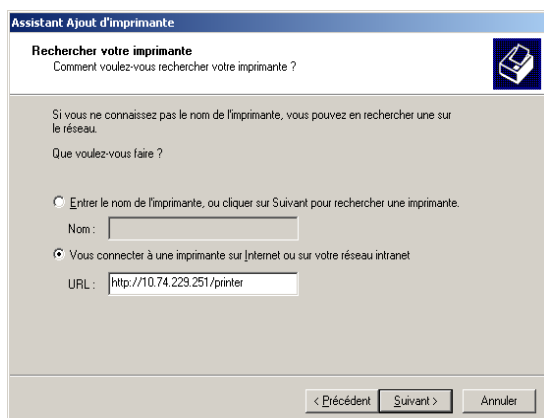 Assistant Ajout d'imprimante
Rechercher votre imprimante
Comment voulez-vous rechercher votre imprimante ?
Si vous ne connaissez pas le nom de l'imprimante, vous pouvez en rechercher une sur
le réseau.
Que voulez-vous faire ?
Entrer le nom de l'imprimante, ou cliquer sur Suivant pour rechercher une imprimante.
Nom :
Vous connecter à une imprimante sur Internet ou sur votre réseau intranet
URL : http://10.74.229.251/printer
< Précédent Suivant > Annuler